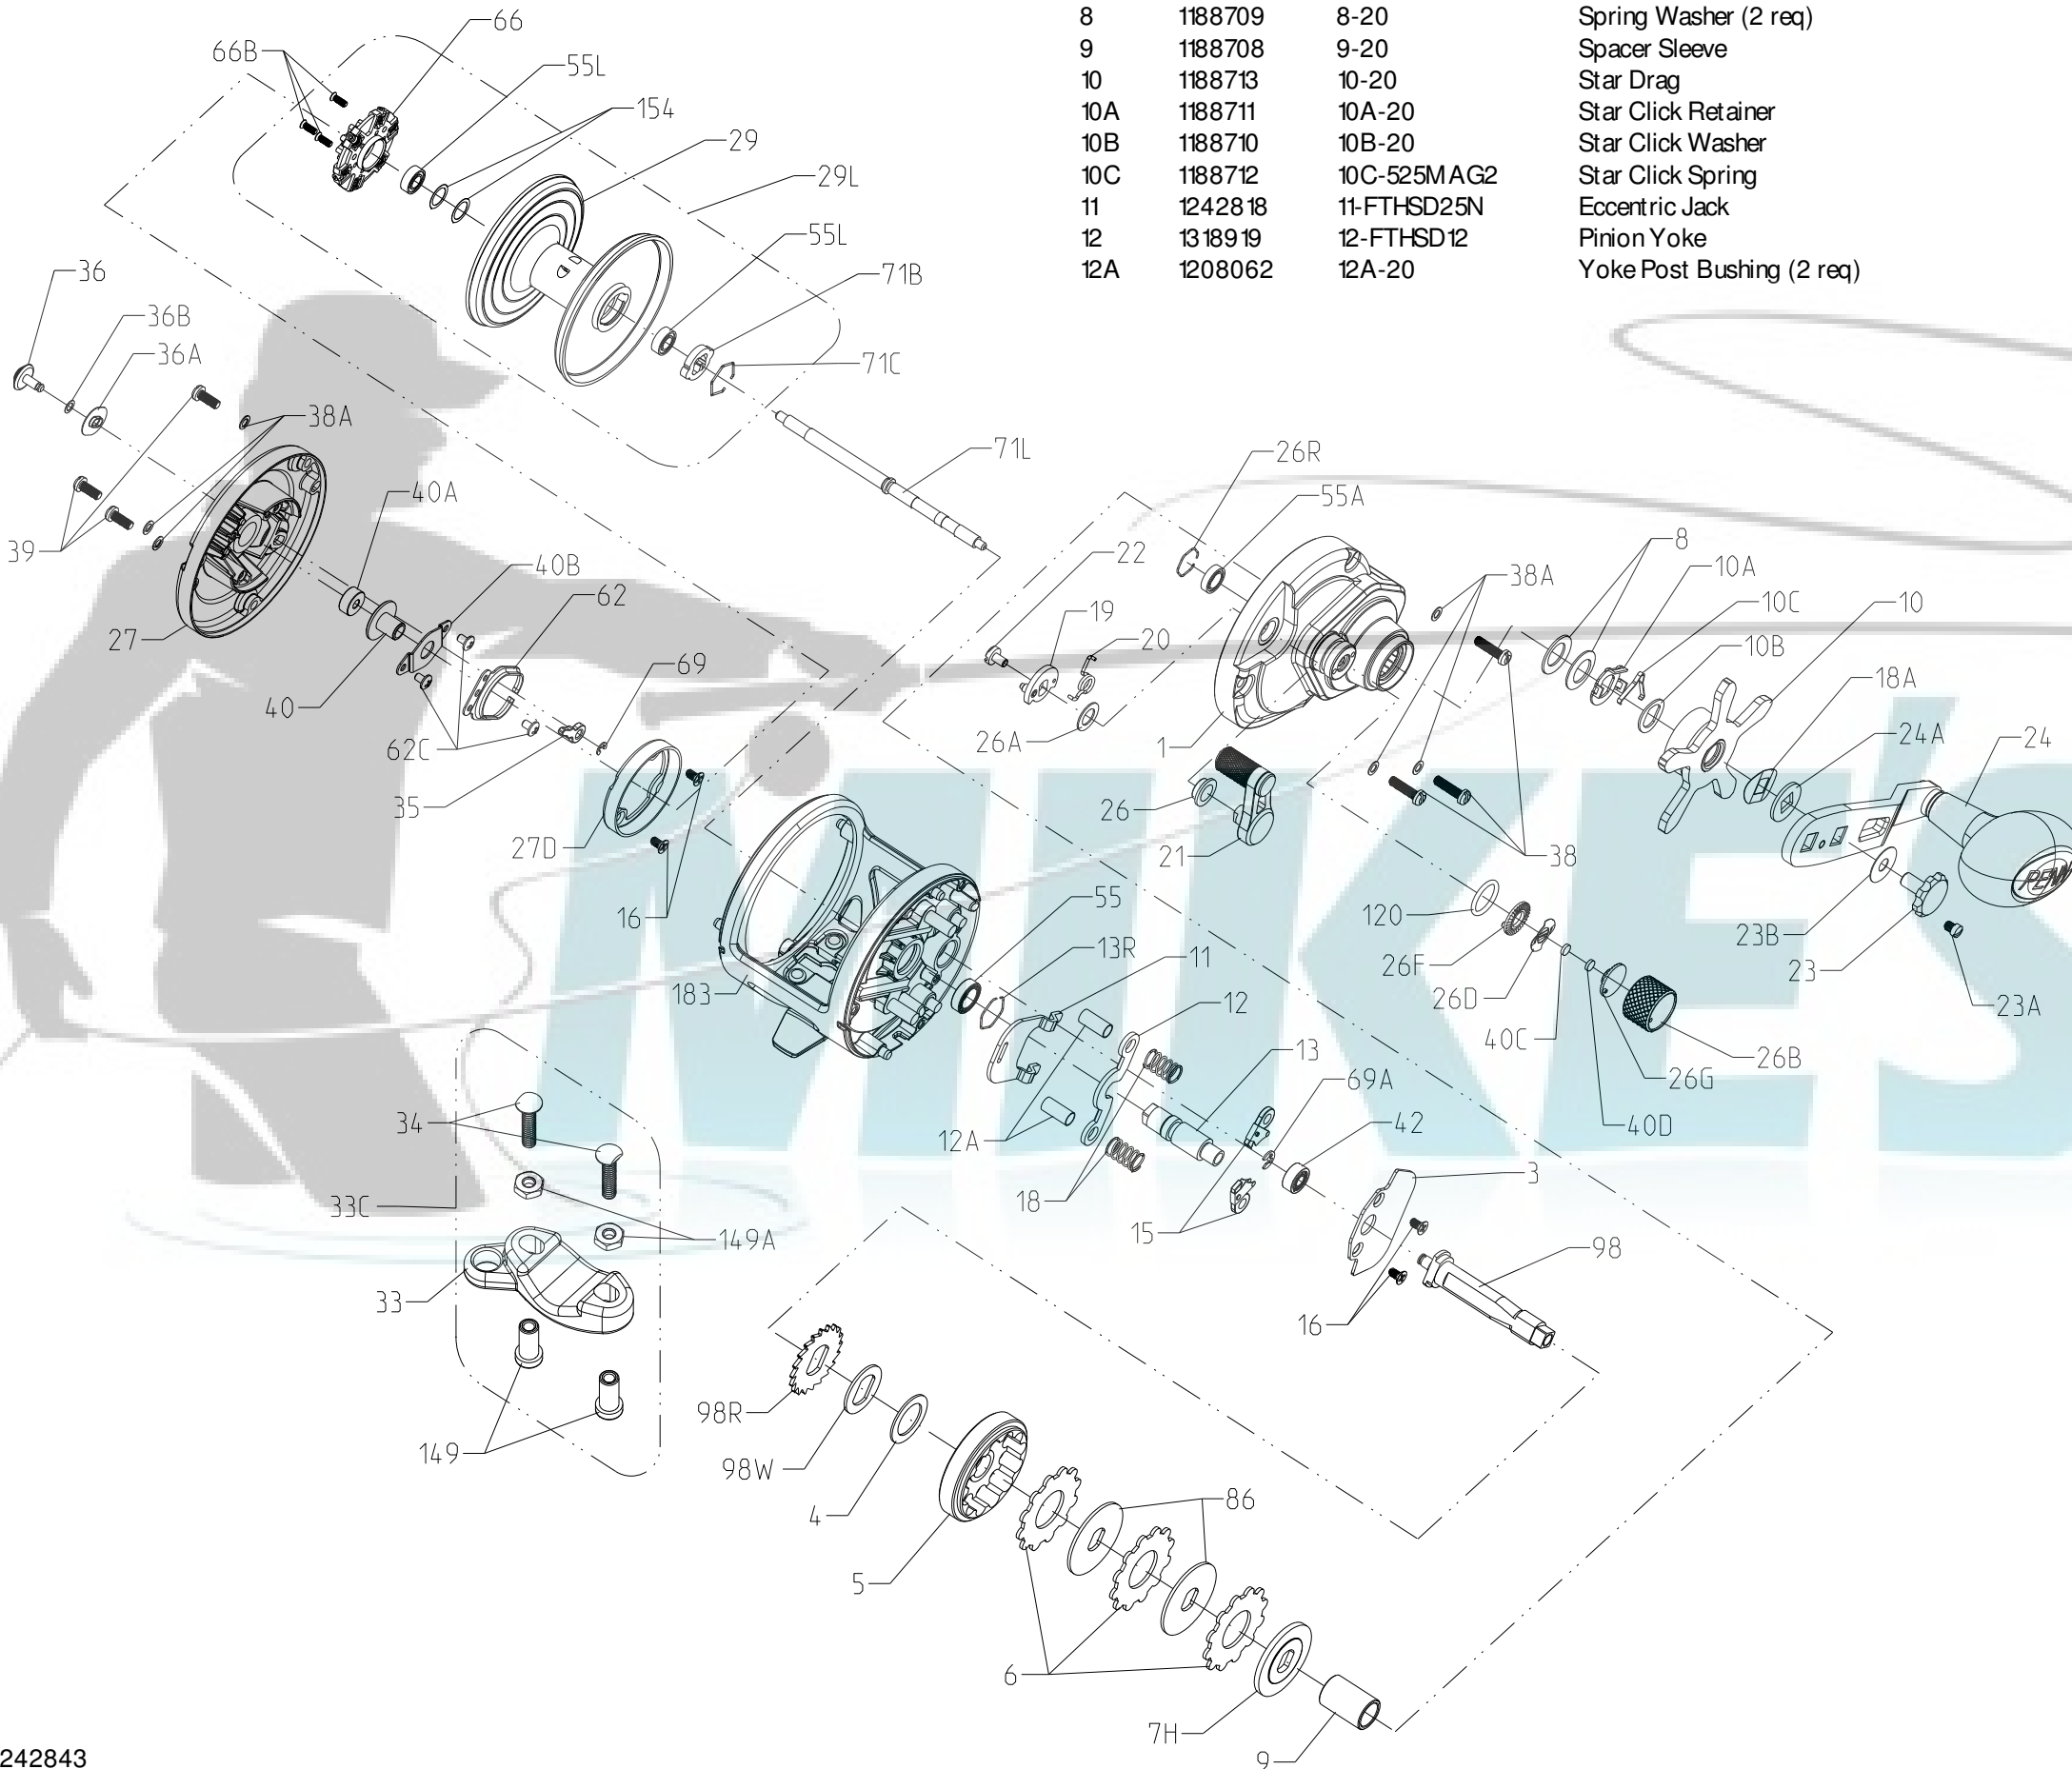 8 1188709 8-20 Spring Washer (2 req)
9 1188708 9-20 Spacer Sleeve
10 1188713 10-20 Star Drag
10A 1188711 10A-20 Star Click Retainer
10B 1188710 10B-20 Star Click Washer
10C 1188712 10C-525MAG2 Star Click Spring
11 1242818 11-FTHSD25N Eccentric Jack
12 1318919 12-FTHSD12 Pinion Yoke
12A 1208062 12A-20 Yoke Post Bushing (2 req)
66
66B
55L
154
29
29L
55L
71B
71C
36
36B
36A
38A
71L
26R
55A
40A
39
40B
62
27
40
62C
69
35
27D
16
22
19
20
26A
1
38A
8
10A
10C
10
10B
18A
24A
24
26
21
38
120
26F
26D
40C
40D
26G
26B
23B
23
23A
PENN
MIKE'S
183
55
13R
11
12
12A
18
13
69A
42
15
3
16
98
34
33C
149A
33
149
98R
98W
4
5
86
6
7H
9
242843